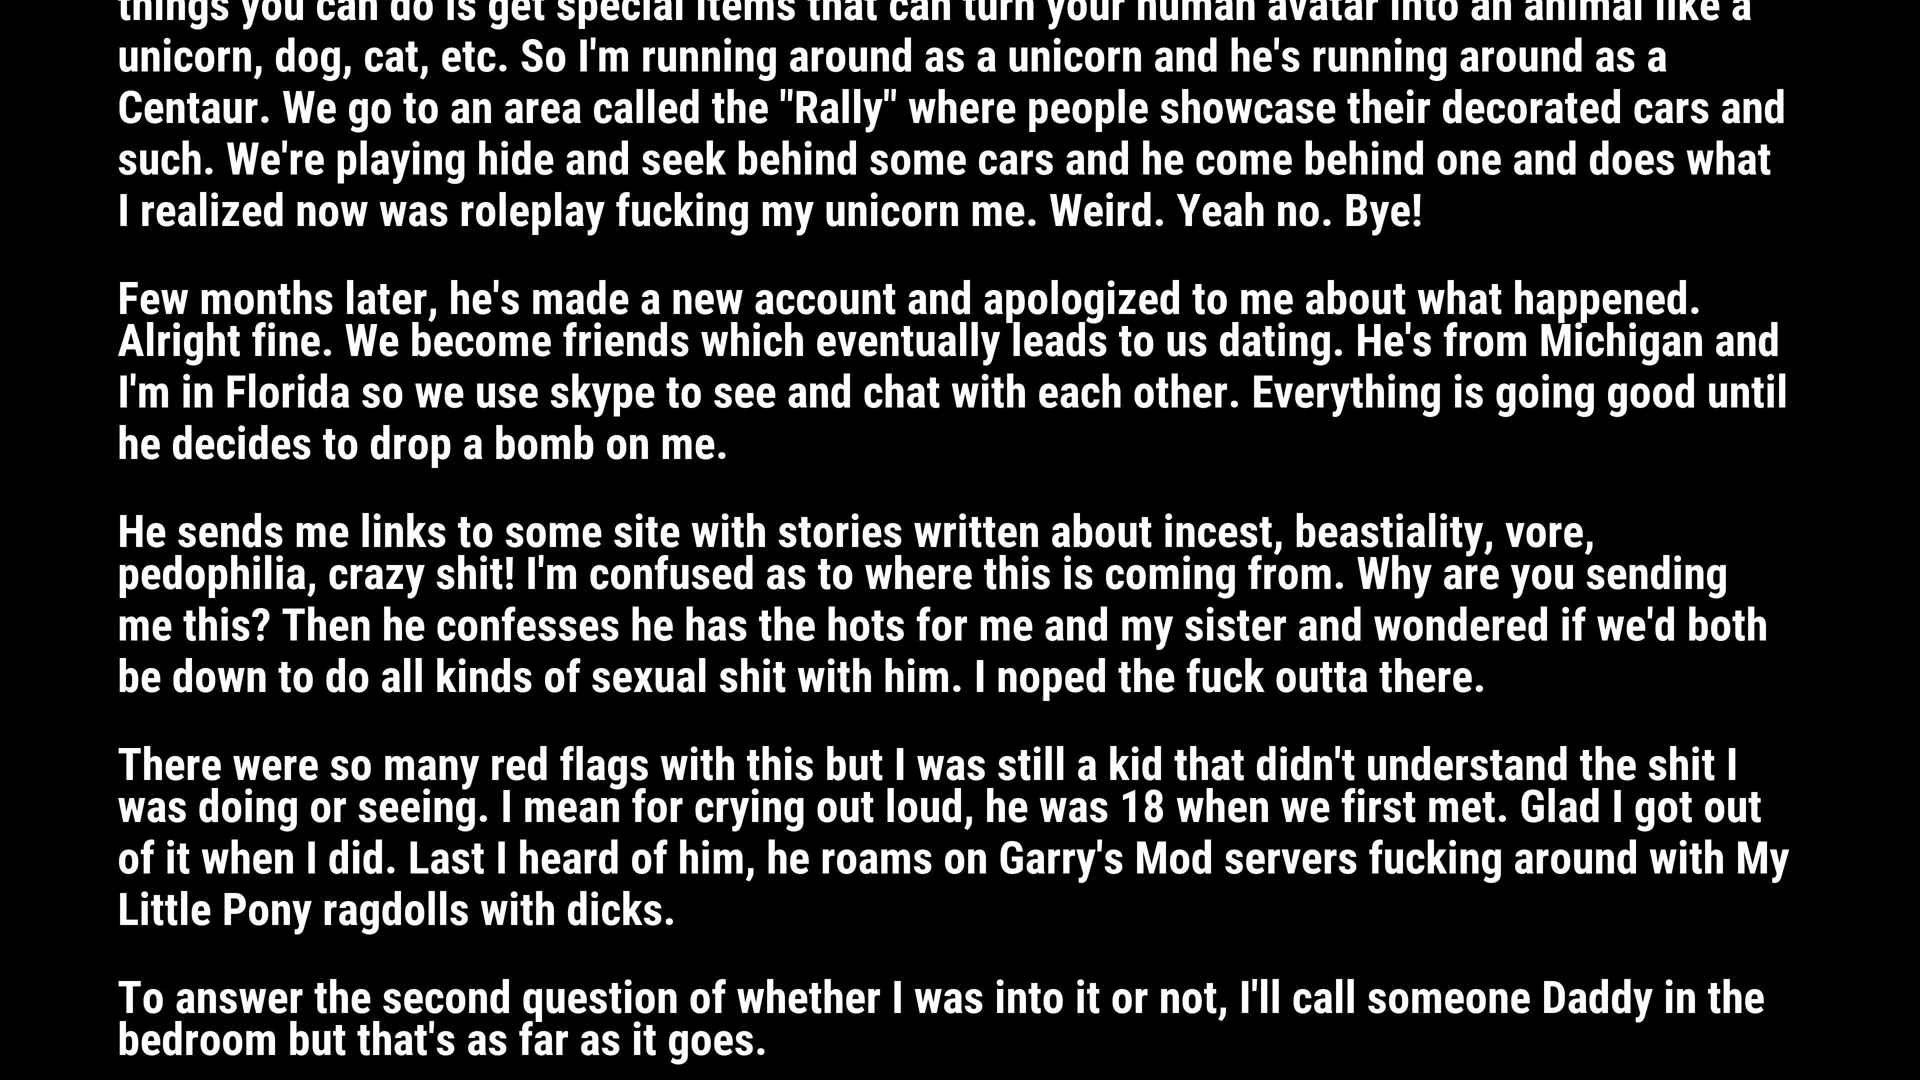 things you can do is get special items that can turn your human avatar into an animal like a
unicorn, dog, cat, etc. So I'm running around as a unicorn and he's running around as a
Centaur. We go to an area called the "Rally" where people showcase their decorated cars and
such. We're playing hide and seek behind some cars and he come behind one and does what
I realized now was roleplay fucking my unicorn me. Weird. Yeah no. Bye!
Few months later, he's made a new account and apologized to me about what happened.
Alright fine. We become friends which eventually leads to us dating. He's from Michigan and
I'm in Florida so we use skype to see and chat with each other. Everything is going good until
he decides to drop a bomb on me.
He sends me links to some site with stories written about incest, beastiality, vore,
pedophilia, crazy shit! I'm confused as to where this is coming from. Why are you sending
me this? Then he confesses he has the hots for me and my sister and wondered if we'd both
be down to do all kinds of sexual shit with him. I noped the fuck outta there.
There were so many red flags with this but I was still a kid that didn't understand the shit I
was doing or seeing. I mean for crying out loud, he was 18 when we first met. Glad I got out
of it when I did. Last I heard of him, he roams on Garry's Mod servers fucking around with My
Little Pony ragdolls with dicks.
To answer the second question of whether I was into it or not, I'll call someone Daddy in the
bedroom but that's as far as it goes.